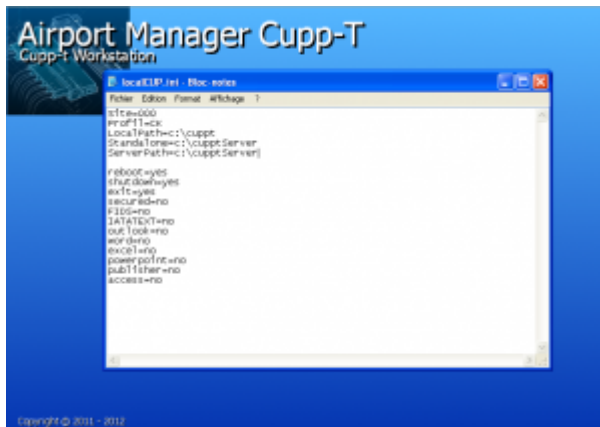 Airport Manager Cupp-T
Cupp-t Workstation
localCUP.ini - Bloc-notes
Fichier Edition Format Affichage ?
site=000
Profil=CK
LocalPath=c:\cuppt
Standalone=c:\cupptServer
ServerPath=c:\cupptServer
reboot=yes
shutdown=yes
exit=yes
secured=no
FIDS=no
IATATEXT=no
outlook=no
word=no
excel=no
powerpoint=no
publisher=no
access=no
Copyright © 2011 - 2012